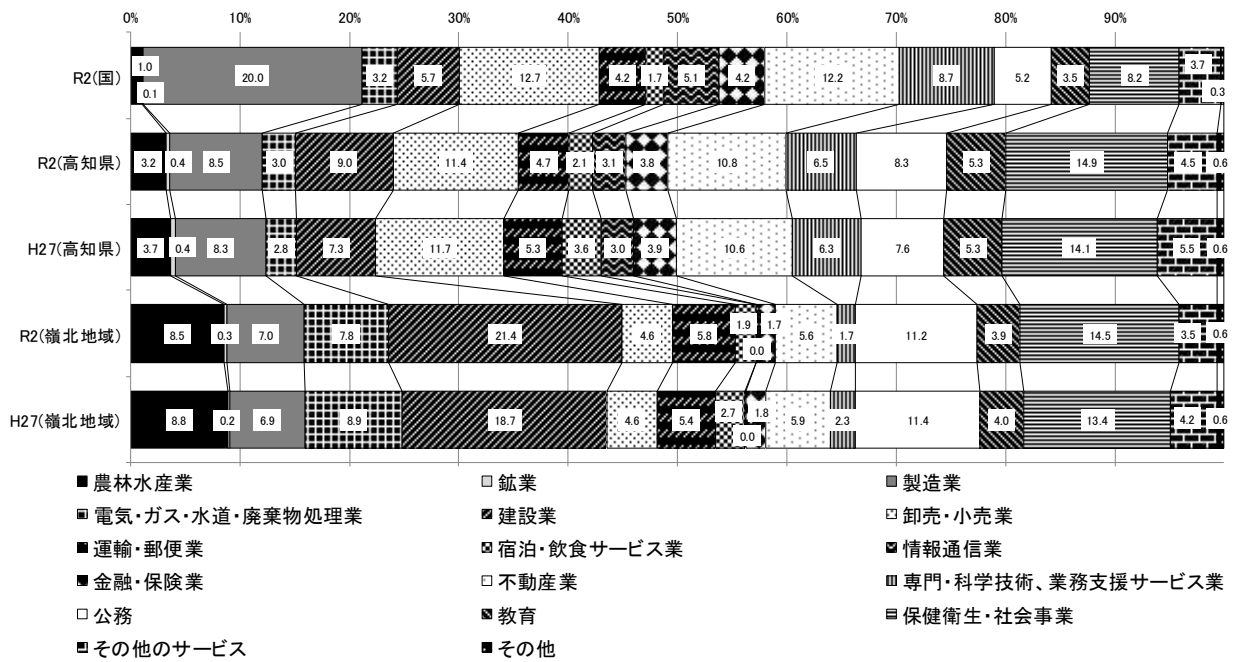 0% 10% 20% 30% 40% 50% 60% 70% 80% 90%
R2(国) 1.0 0.1 20.0 3.2 5.7 12.7 4.2 1.7 5.1 4.2 12.2 8.7 5.2 3.5 8.2 3.7 0.3
R2(高知県) 3.2 0.4 8.5 3.0 9.0 11.4 4.7 2.1 3.1 3.8 10.8 6.5 8.3 5.3 14.9 4.5 0.6
H27(高知県) 3.7 0.4 8.3 2.8 7.3 11.7 5.3 3.6 3.0 3.9 10.6 6.3 7.6 5.3 14.1 5.5 0.6
R2(嶺北地域) 8.5 0.3 7.0 7.8 21.4 4.6 5.8 1.9 0.0 1.7 5.6 1.7 11.2 3.9 14.5 3.5 0.6
H27(嶺北地域) 8.8 0.2 6.9 8.9 18.7 4.6 5.4 2.7 0.0 1.8 5.9 2.3 11.4 4.0 13.4 4.2 0.6
農林水産業 鉱業 製造業
電気・ガス・水道・廃棄物処理業 建設業 卸売・小売業
運輸・郵便業 宿泊・飲食サービス業 情報通信業
金融・保険業 不動産業 専門・科学技術、業務支援サービス業
公務 教育 保健衛生・社会事業
その他のサービス その他